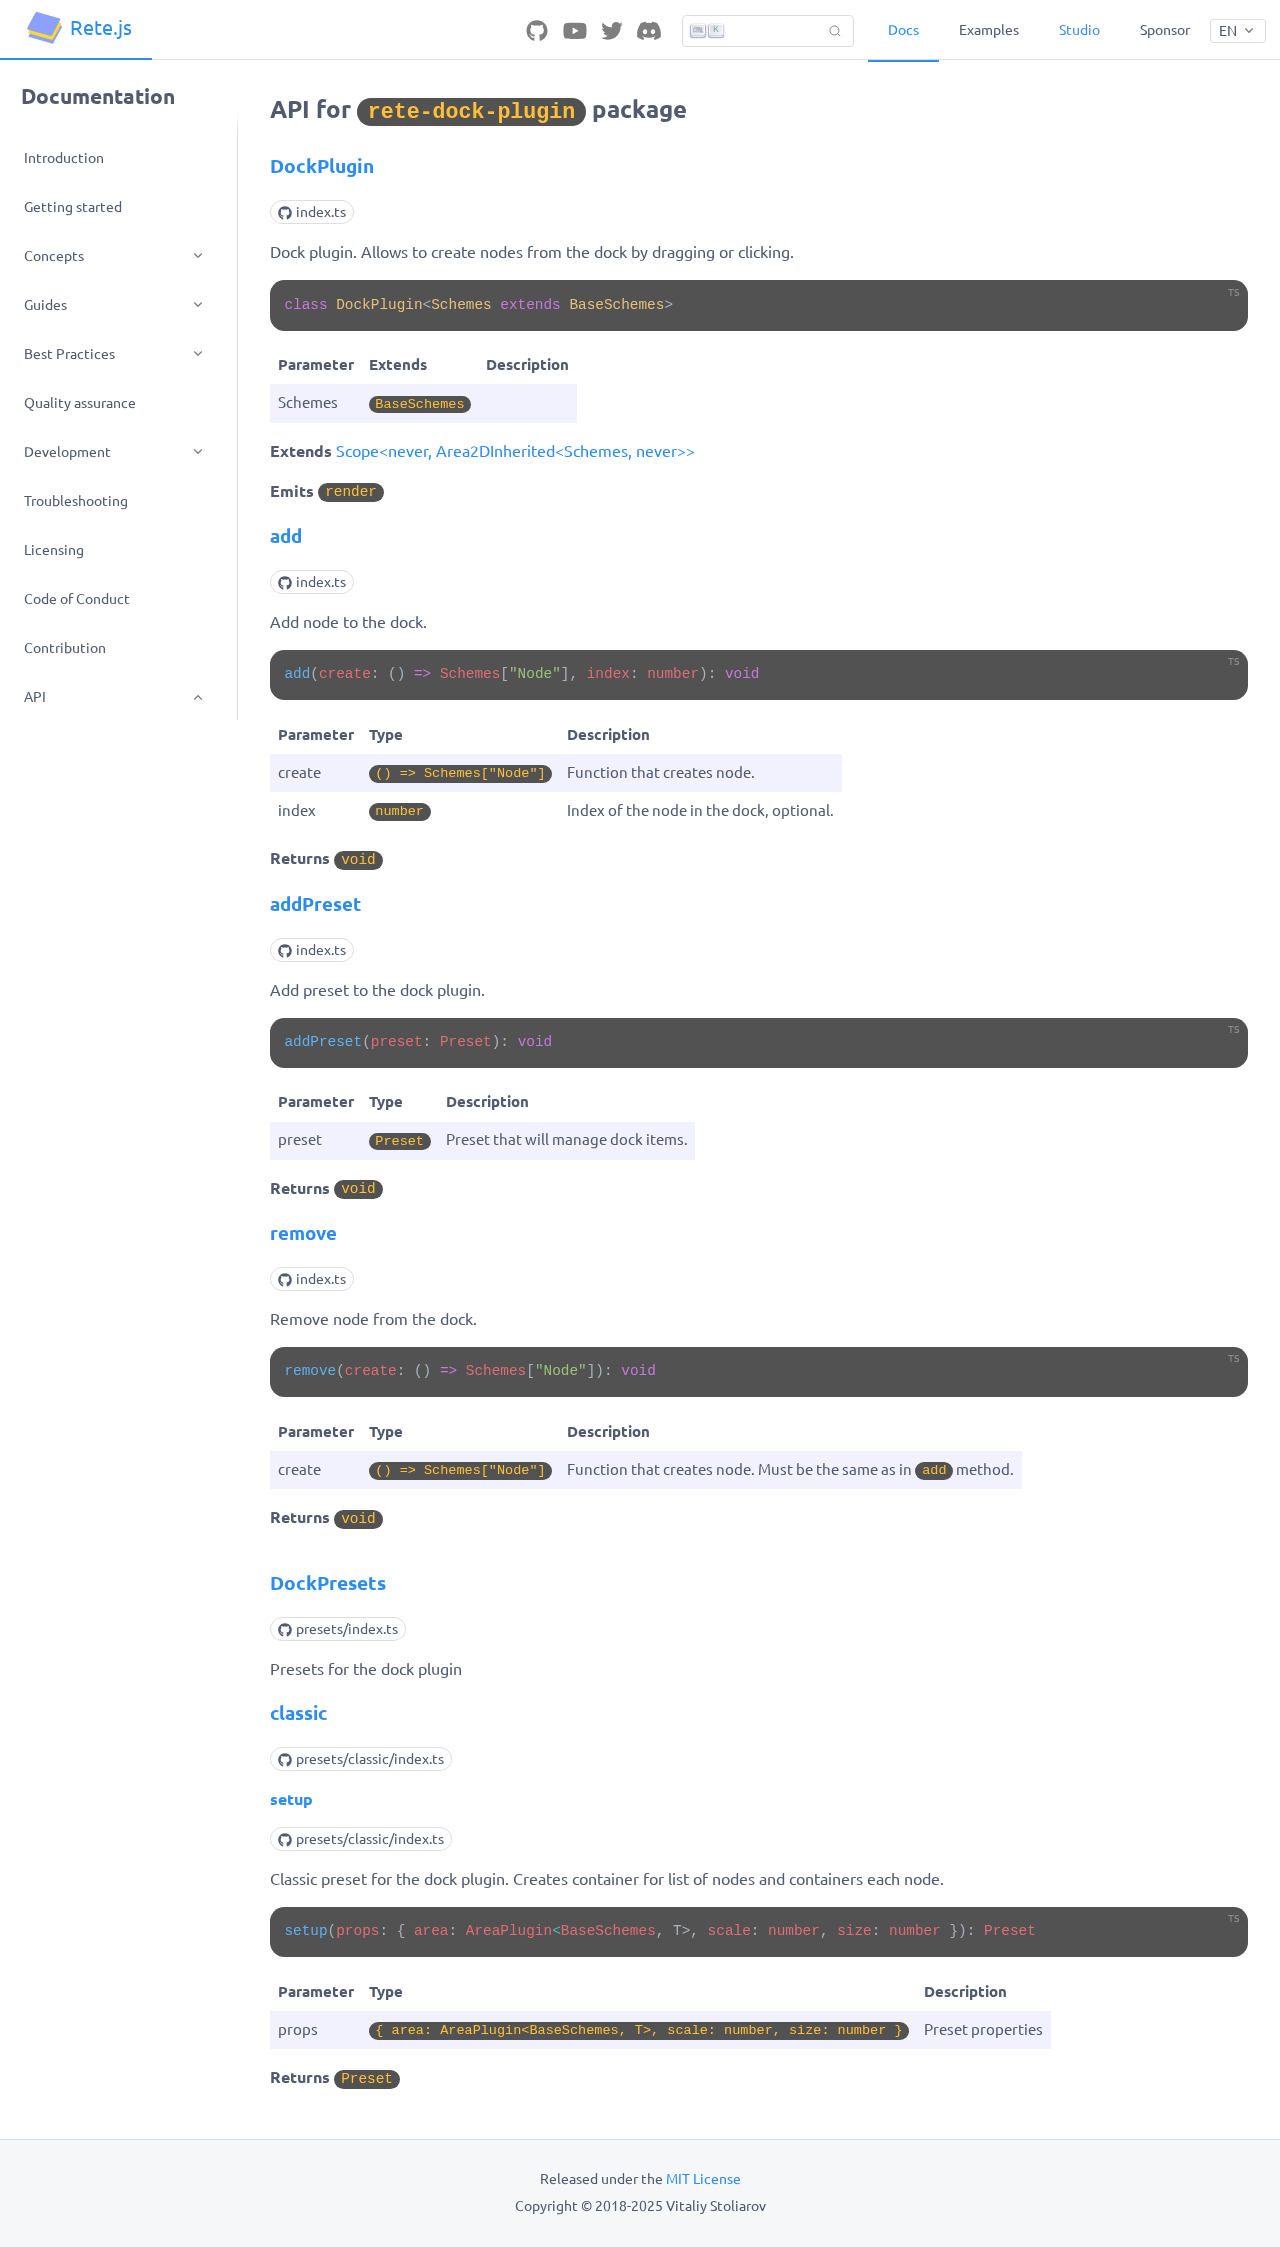 Rete.js
K
Docs
Examples
Studio
Sponsor
EN
Documentation
Introduction
Getting started
Concepts
Guides
Best Practices
Quality assurance
Development
Troubleshooting
Licensing
Code of Conduct
Contribution
API
API for rete-dock-plugin package
DockPlugin
index.ts
Dock plugin. Allows to create nodes from the dock by dragging or clicking.
TS
class DockPlugin<Schemes extends BaseSchemes>
Parameter Extends Description
Schemes BaseSchemes
Extends Scope<never, Area2DInherited<Schemes, never>>
Emits render
add
index.ts
Add node to the dock.
TS
add(create: () => Schemes["Node"], index: number): void
Parameter Type Description
create () => Schemes["Node"] Function that creates node.
index number Index of the node in the dock, optional.
Returns void
addPreset
index.ts
Add preset to the dock plugin.
TS
addPreset(preset: Preset): void
Parameter Type Description
preset Preset Preset that will manage dock items.
Returns void
remove
index.ts
Remove node from the dock.
TS
remove(create: () => Schemes["Node"]): void
Parameter Type Description
create () => Schemes["Node"] Function that creates node. Must be the same as in add method.
Returns void
DockPresets
presets/index.ts
Presets for the dock plugin
classic
presets/classic/index.ts
setup
presets/classic/index.ts
Classic preset for the dock plugin. Creates container for list of nodes and containers each node.
TS
setup(props: { area: AreaPlugin<BaseSchemes, T>, scale: number, size: number }): Preset
Parameter Type Description
props { area: AreaPlugin<BaseSchemes, T>, scale: number, size: number } Preset properties
Returns Preset
Released under the MIT License
Copyright © 2018-2025 Vitaliy Stoliarov